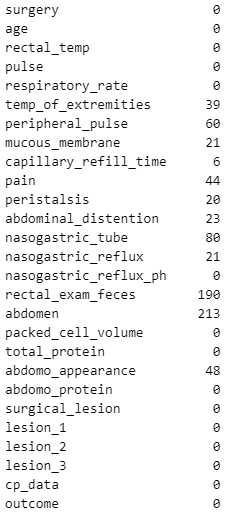 surgery 0
age 0
rectal_temp 0
pulse 0
respiratory_rate 0
temp_of_extremities 39
peripheral_pulse 60
mucous_membrane 21
capillary_refill_time 6
pain 44
peristalsis 20
abdominal_distention 23
nasogastric_tube 80
nasogastric_reflux 21
nasogastric_reflux_ph 0
rectal_exam_feces 190
abdomen 213
packed_cell_volume 0
total_protein 0
abdomo_appearance 48
abdomo_protein 0
surgical_lesion 0
lesion_1 0
lesion_2 0
lesion_3 0
cp_data 0
outcome 0